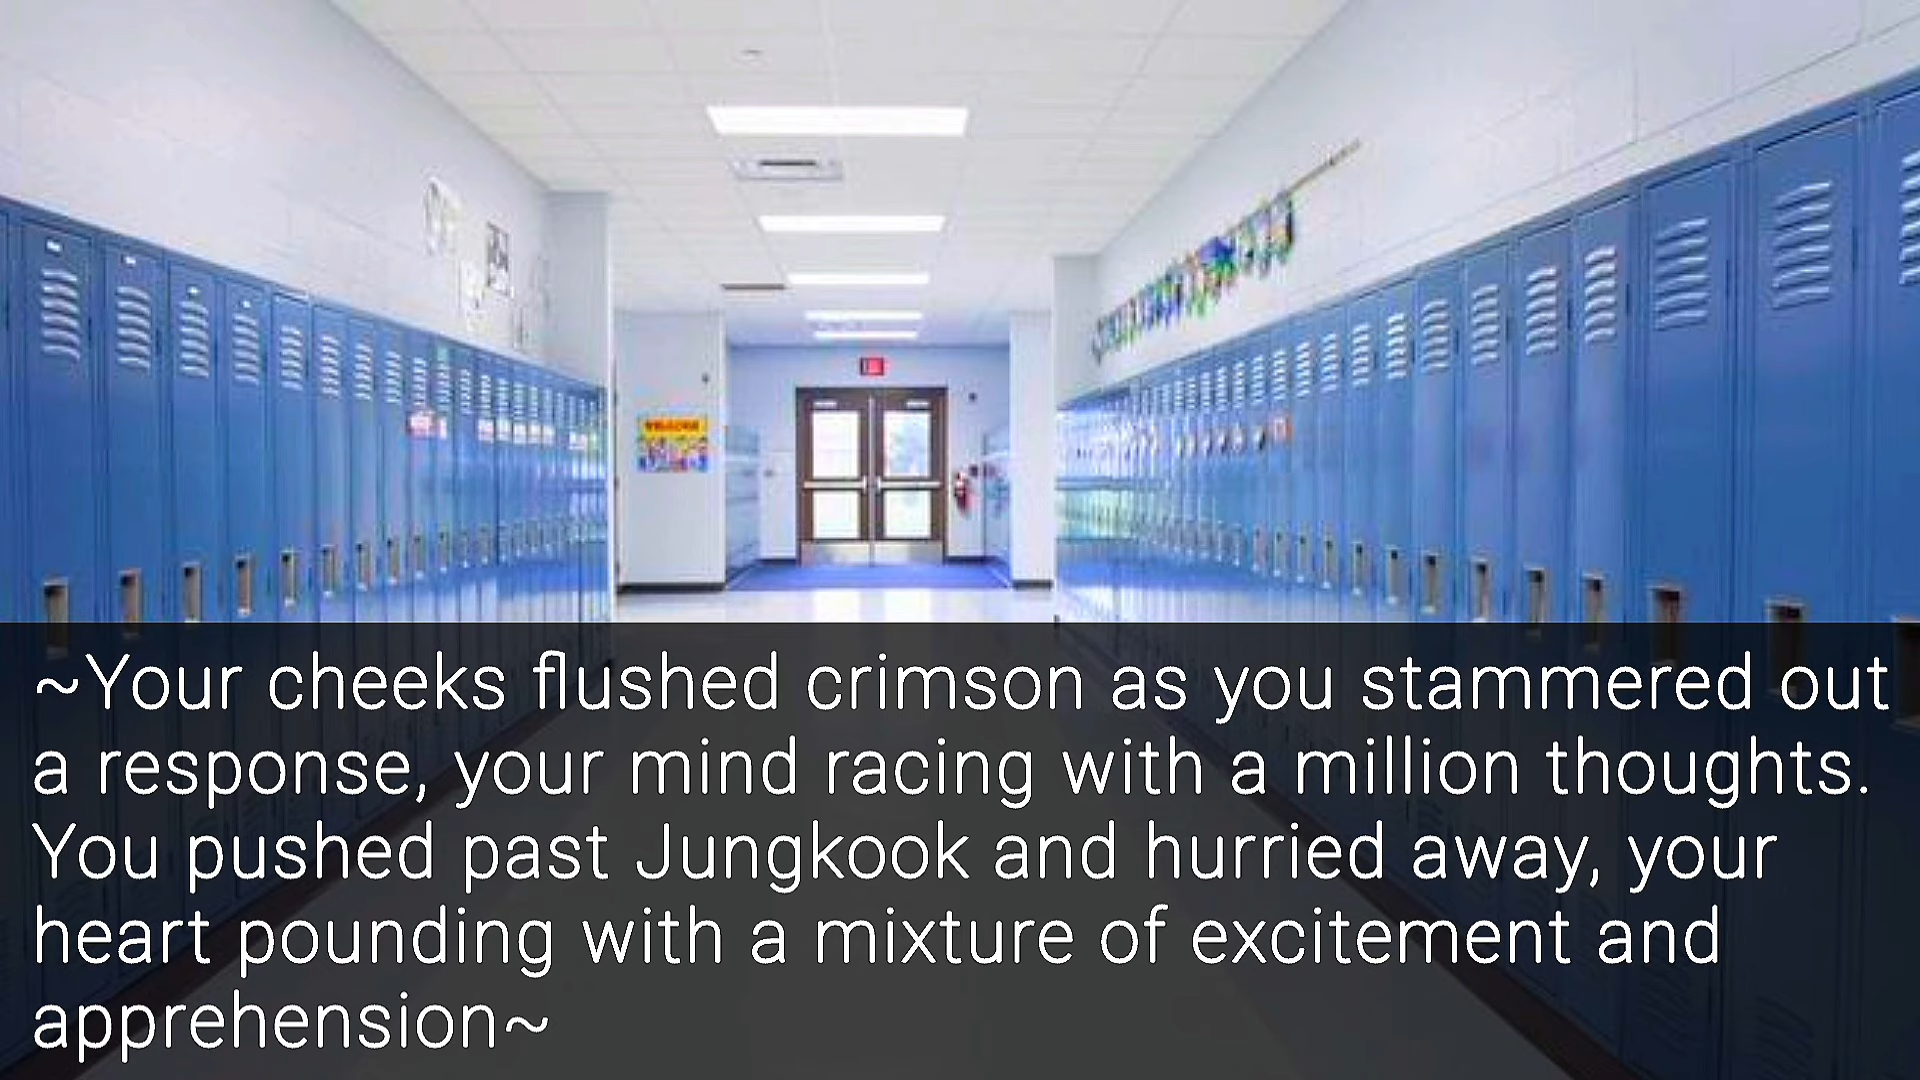 ~Your cheeks flushed crimson as you stammered out
a response, your mind racing with a million thoughts.
You pushed past Jungkook and hurried away, your
heart pounding with a mixture of excitement and
apprehension~